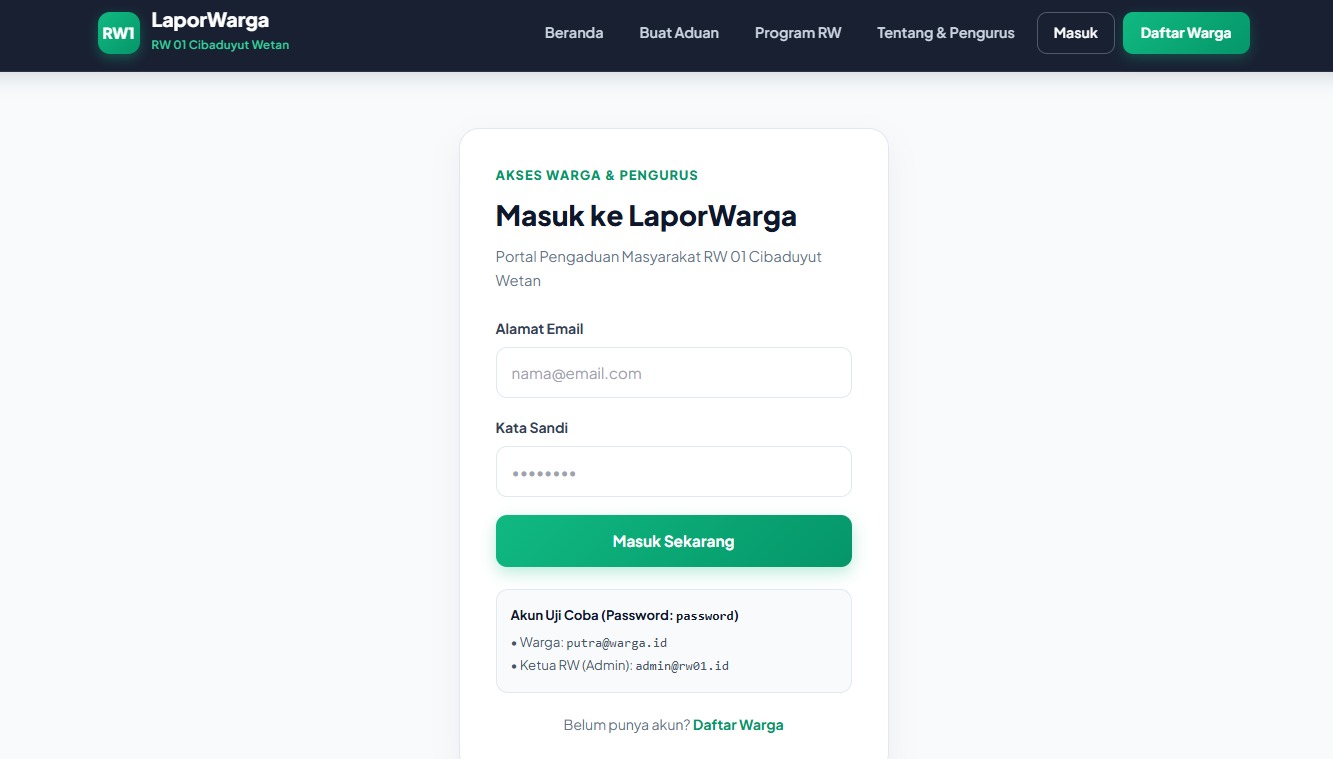 RW1
LaporWarga
RW 01 Cibaduyut Wetan
Beranda
Buat Aduan
Program RW
Tentang & Pengurus
Masuk
Daftar Warga
AKSES WARGA & PENGURUS
Masuk ke LaporWarga
Portal Pengaduan Masyarakat RW 01 Cibaduyut
Wetan
Alamat Email
nama@email.com
Kata Sandi
••••••••
Masuk Sekarang
Akun Uji Coba (Password: password)
• Warga: putra@warga.id
• Ketua RW (Admin): admin@rw01.id
Belum punya akun? Daftar Warga